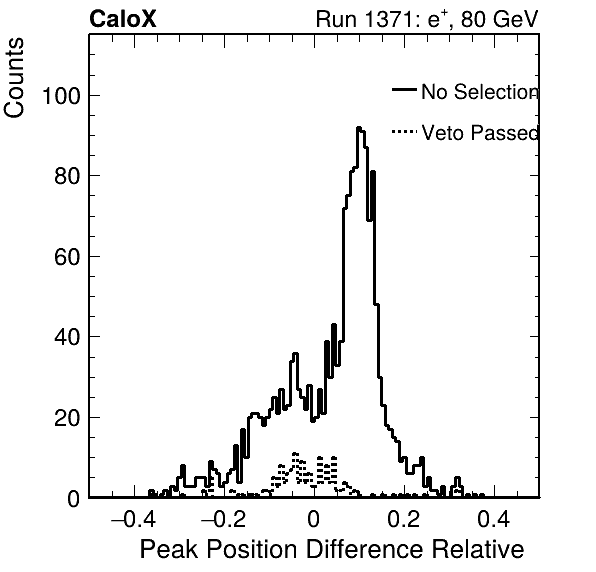 CaloX Run 1371: e+, 80 GeV
Counts
No Selection
Veto Passed
100
80
60
40
20
0
−0.4 −0.2 0 0.2 0.4
Peak Position Difference Relative